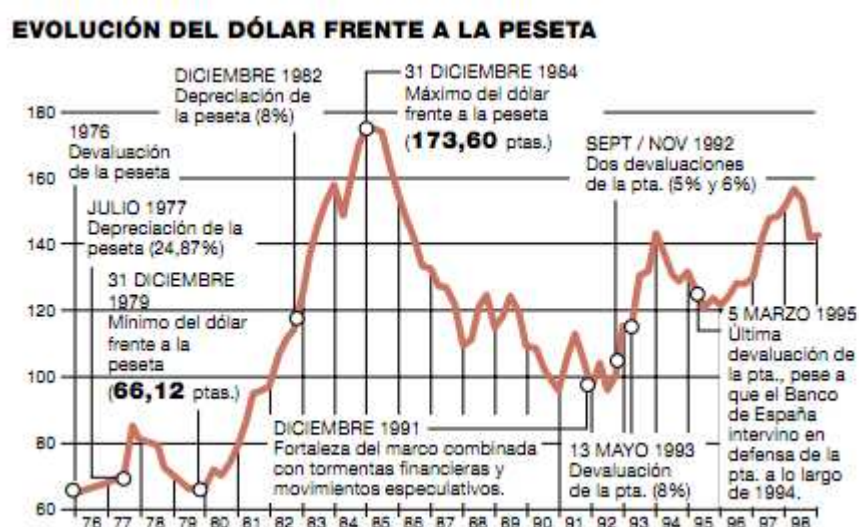 EVOLUCIÓN DEL DÓLAR FRENTE A LA PESETA
DICIEMBRE 1982
Depreciación de
la peseta (8%)
31 DICIEMBRE 1984
Máximo del dólar
frente a la peseta
(173,60 ptas.)
1976
Devaluación
de la peseta
SEPT / NOV 1992
Dos devaluaciones
de la pta. (5% y 6%)
JULIO 1977
Depreciación de la
peseta (24,87%)
31 DICIEMBRE
1979
Mínimo del dólar
frente a la
peseta
(66,12 ptas.)
5 MARZO 1995
Última
devaluación de
la pta., pese a
que el Banco
de España
intervino en
defensa de la
pta. a lo largo
de 1994.
DICIEMBRE 1991
Fortaleza del marco combinada
con tormentas financieras y
movimientos especulativos.
13 MAYO 1993
Devaluación
de la pta. (8%)
180
160
140
120
100
80
60
76 77 78 79 80 81 82 83 84 85 86 87 88 89 90 91 92 93 94 95 96 97 98